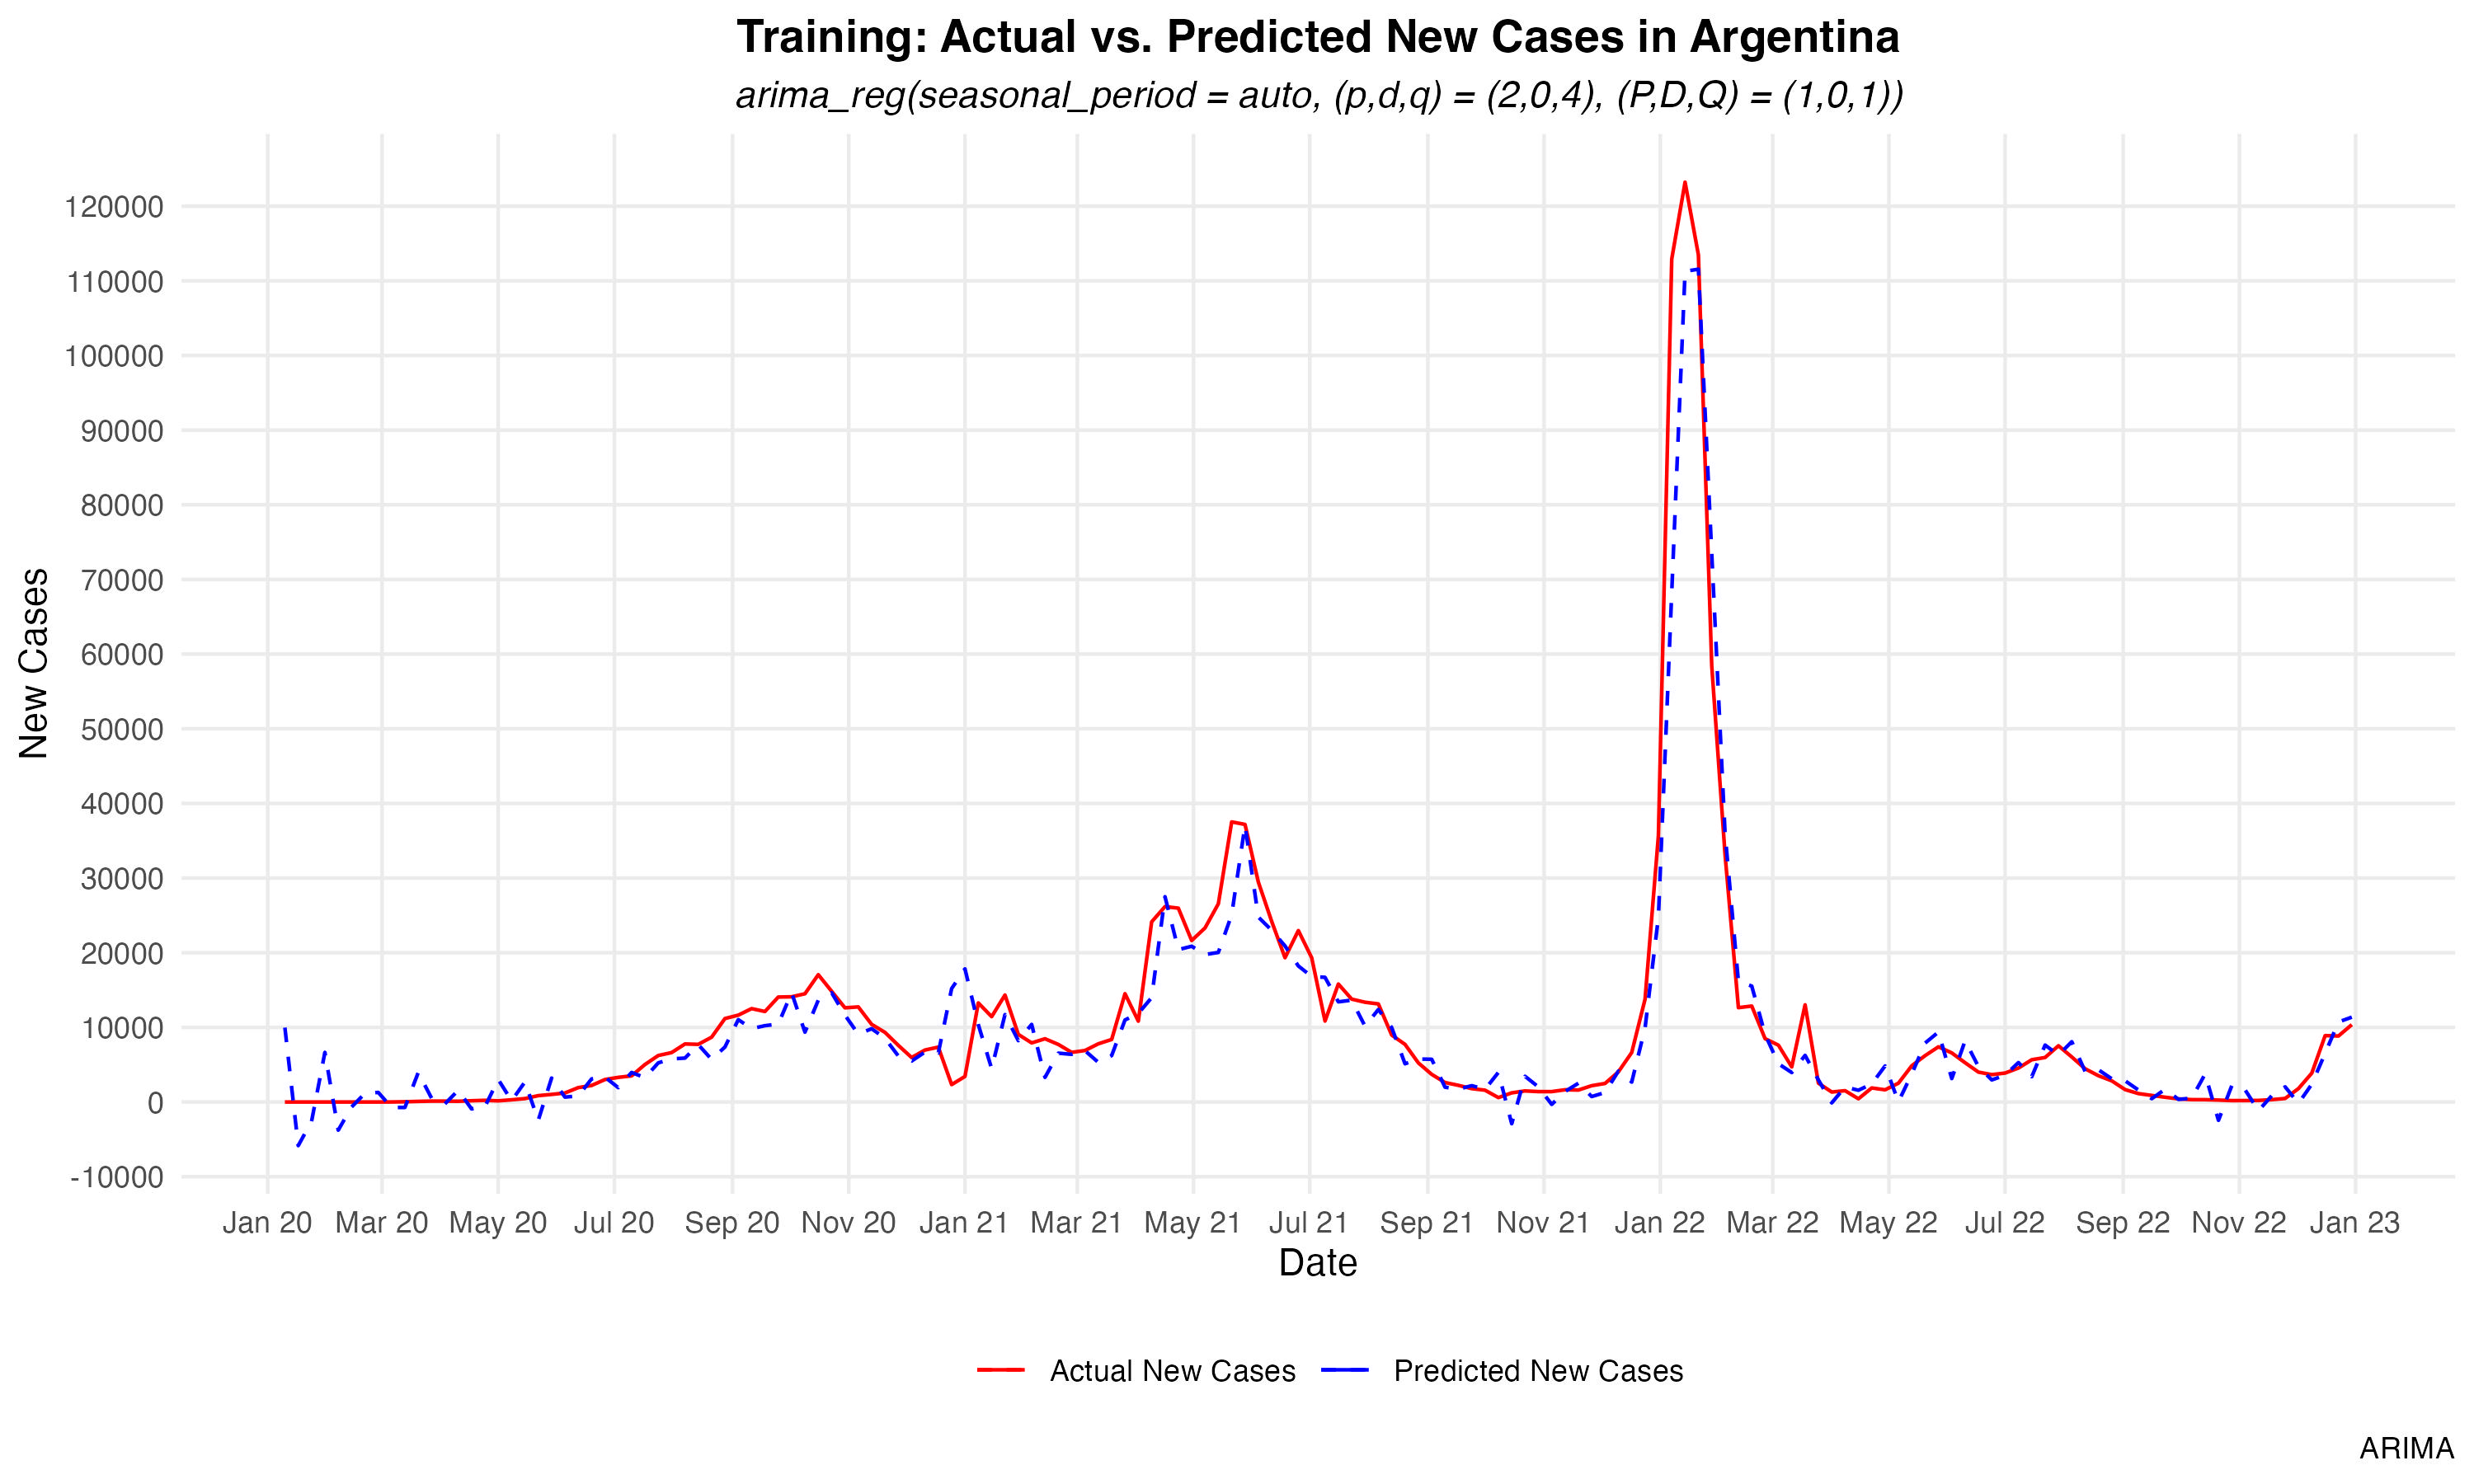 Training: Actual vs. Predicted New Cases in Argentina
arima_reg(seasonal_period = auto, (p,d,q) = (2,0,4), (P,D,Q) = (1,0,1))
New Cases
120000
110000
100000
90000
80000
70000
60000
50000
40000
30000
20000
10000
0
-10000
Jan 20 Mar 20 May 20 Jul 20 Sep 20 Nov 20 Jan 21 Mar 21 May 21 Jul 21 Sep 21 Nov 21 Jan 22 Mar 22 May 22 Jul 22 Sep 22 Nov 22 Jan 23
Date
Actual New Cases Predicted New Cases
ARIMA